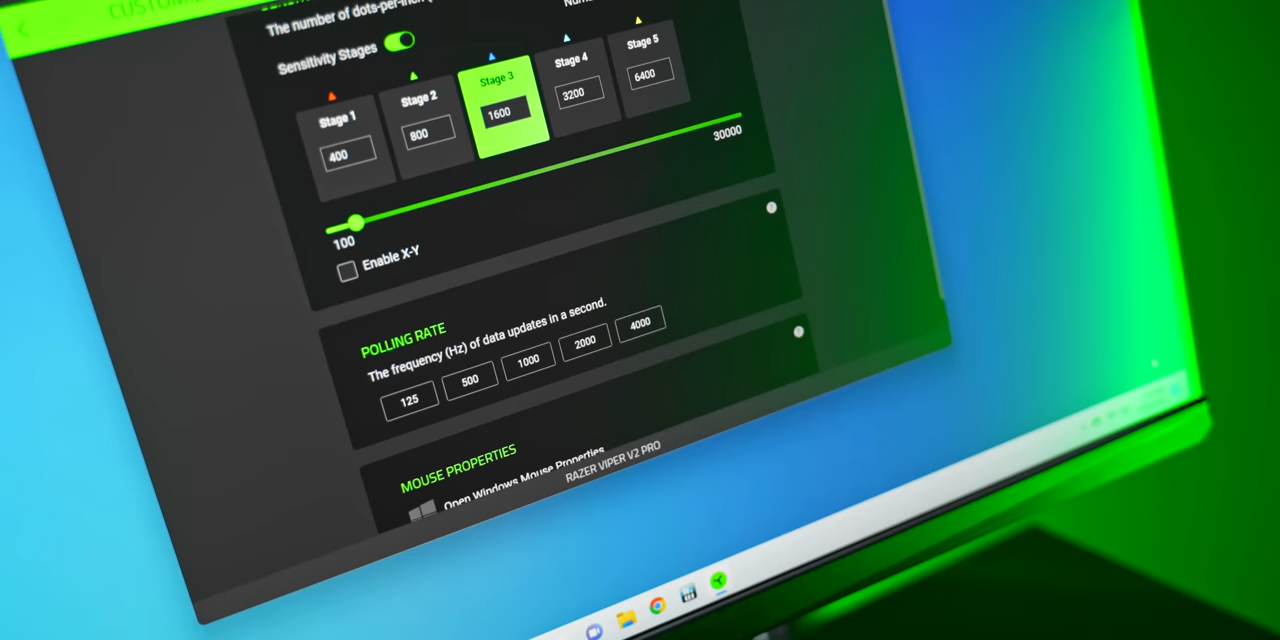 CUSTOM
The number of dots-per-inch (
Sensitivity Stages
Stage 1
400
Stage 2
800
Stage 3
1600
Stage 4
3200
Stage 5
6400
100
30000
Enable X-Y
POLLING RATE
The frequency (Hz) of data updates in a second.
125 500 1000 2000 4000
MOUSE PROPERTIES
Open Windows Mouse Properties
RAZER VIPER V2 PRO